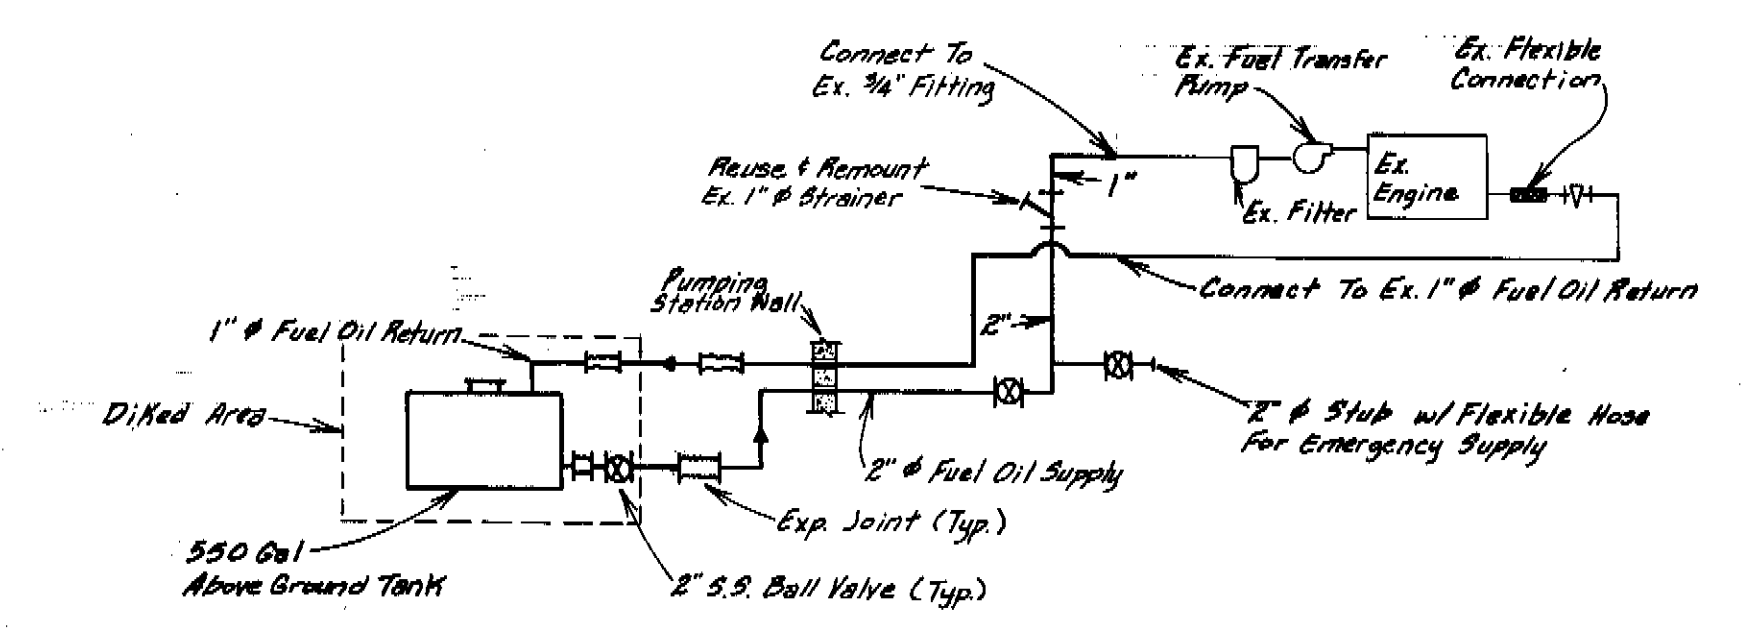 Connect To
Ex. 3/4" Fitting
Ex. Fuel Transfer
Pump
Ex. Flexible
Connection
Reuse & Remount
Ex. 1" φ Strainer
1"
Ex.
Engine
Ex. Filter
Pumping
Station Wall
Connect To Ex. 1" φ Fuel Oil Return
1" φ Fuel Oil Return
2"
Diked Area
2" φ Stub w/ Flexible Hose
For Emergency Supply
2" φ Fuel Oil Supply
Exp. Joint (Typ.)
550 Gal
Above Ground Tank
2" S.S. Ball Valve (Typ.)